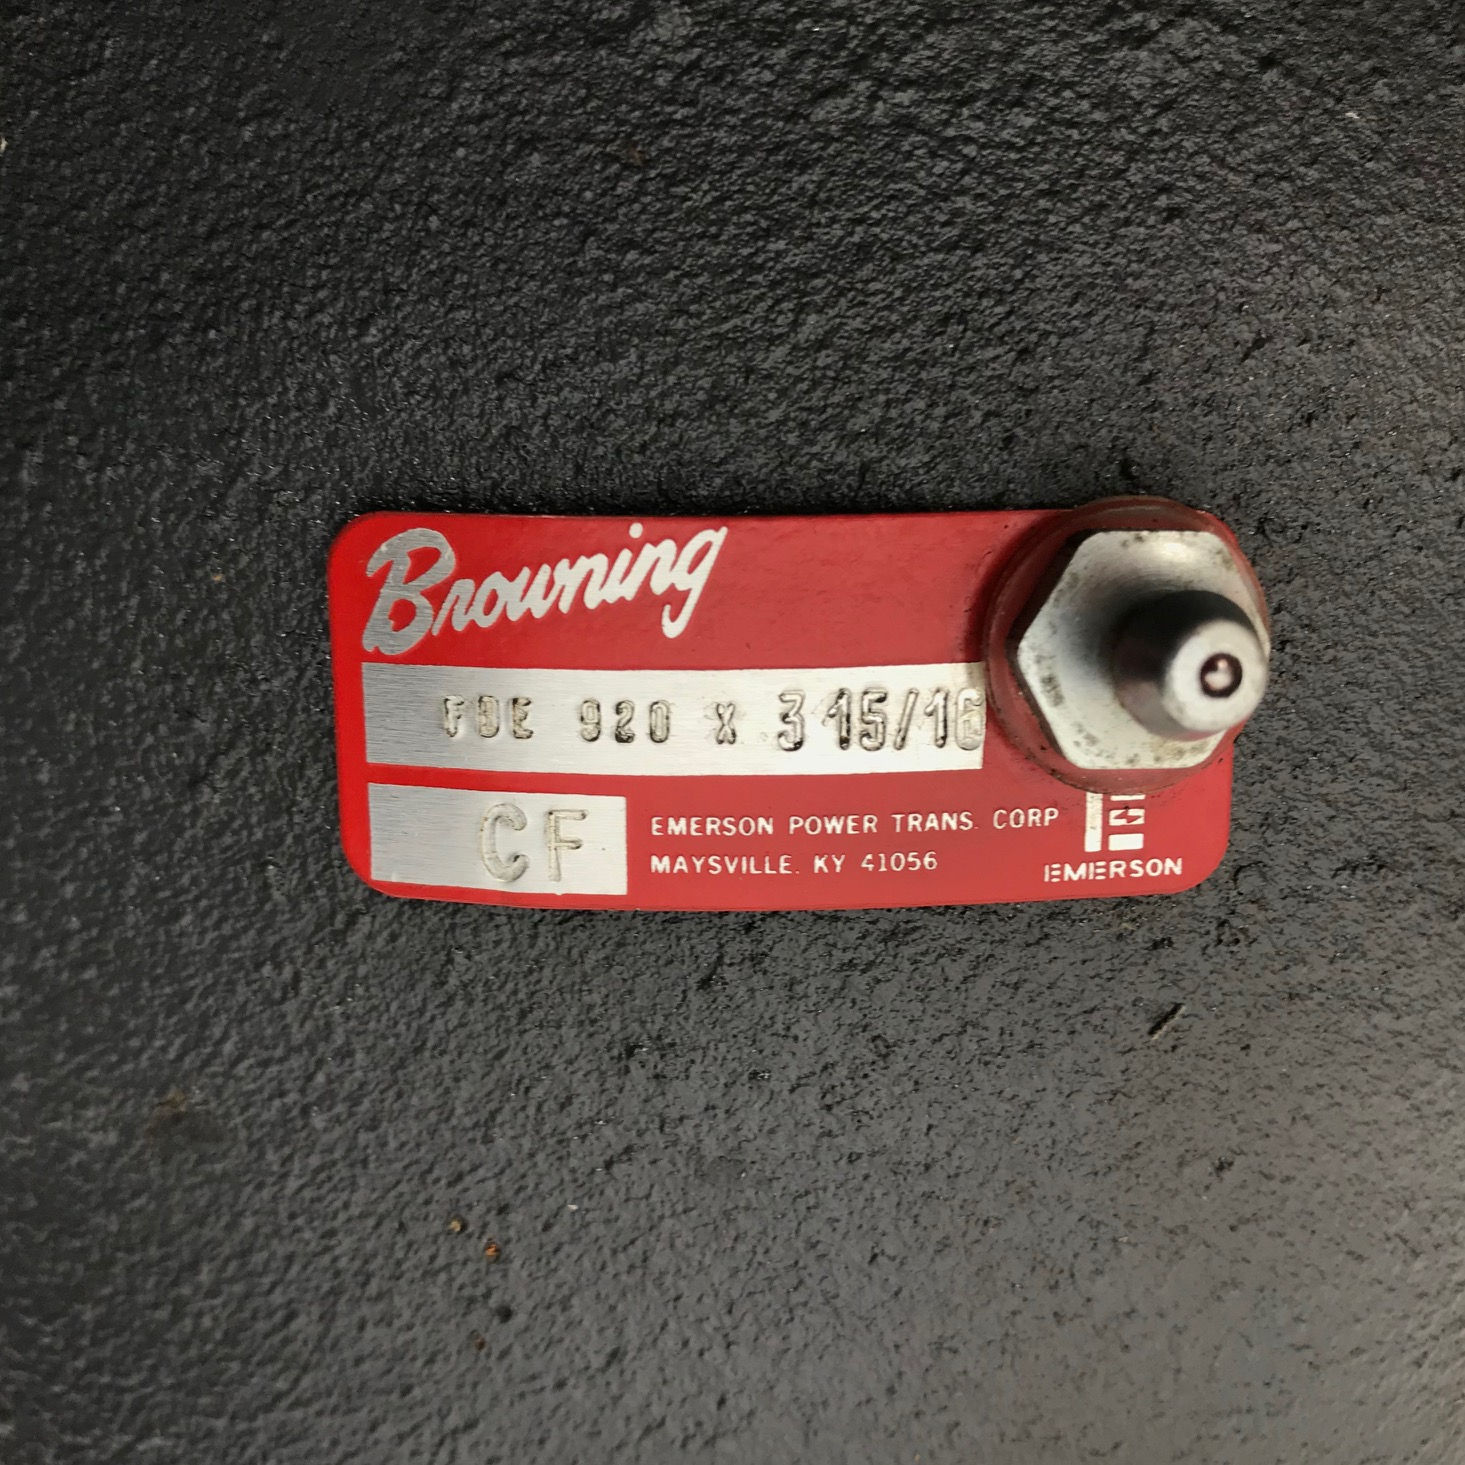 Browning
FBE 920 X 3 15/16
CF
EMERSON POWER TRANS. CORP
MAYSVILLE. KY 41056
EMERSON